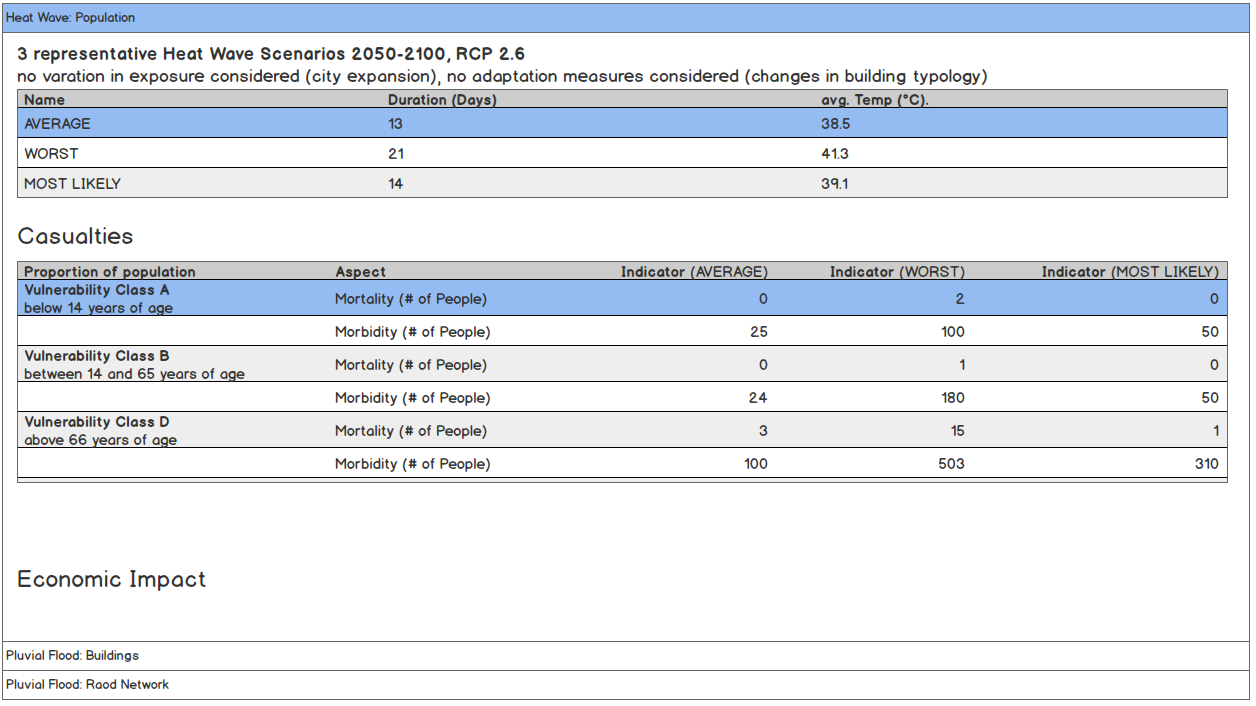 Heat Wave: Population
3 representative Heat Wave Scenarios 2050-2100, RCP 2.6
no varation in exposure considered (city expansion), no adaptation measures considered (changes in building typology)
Name Duration (Days) avg. Temp (°C).
AVERAGE 13 38.5
WORST 21 41.3
MOST LIKELY 14 39.1
Casualties
Proportion of population Aspect Indicator (AVERAGE) Indicator (WORST) Indicator (MOST LIKELY)
Vulnerability Class A
below 14 years of age Mortality (# of People) 0 2 0
Morbidity (# of People) 25 100 50
Vulnerability Class B
between 14 and 65 years of age Mortality (# of People) 0 1 0
Morbidity (# of People) 24 180 50
Vulnerability Class D
above 66 years of age Mortality (# of People) 3 15 1
Morbidity (# of People) 100 503 310
Economic Impact
Pluvial Flood: Buildings
Pluvial Flood: Raod Network